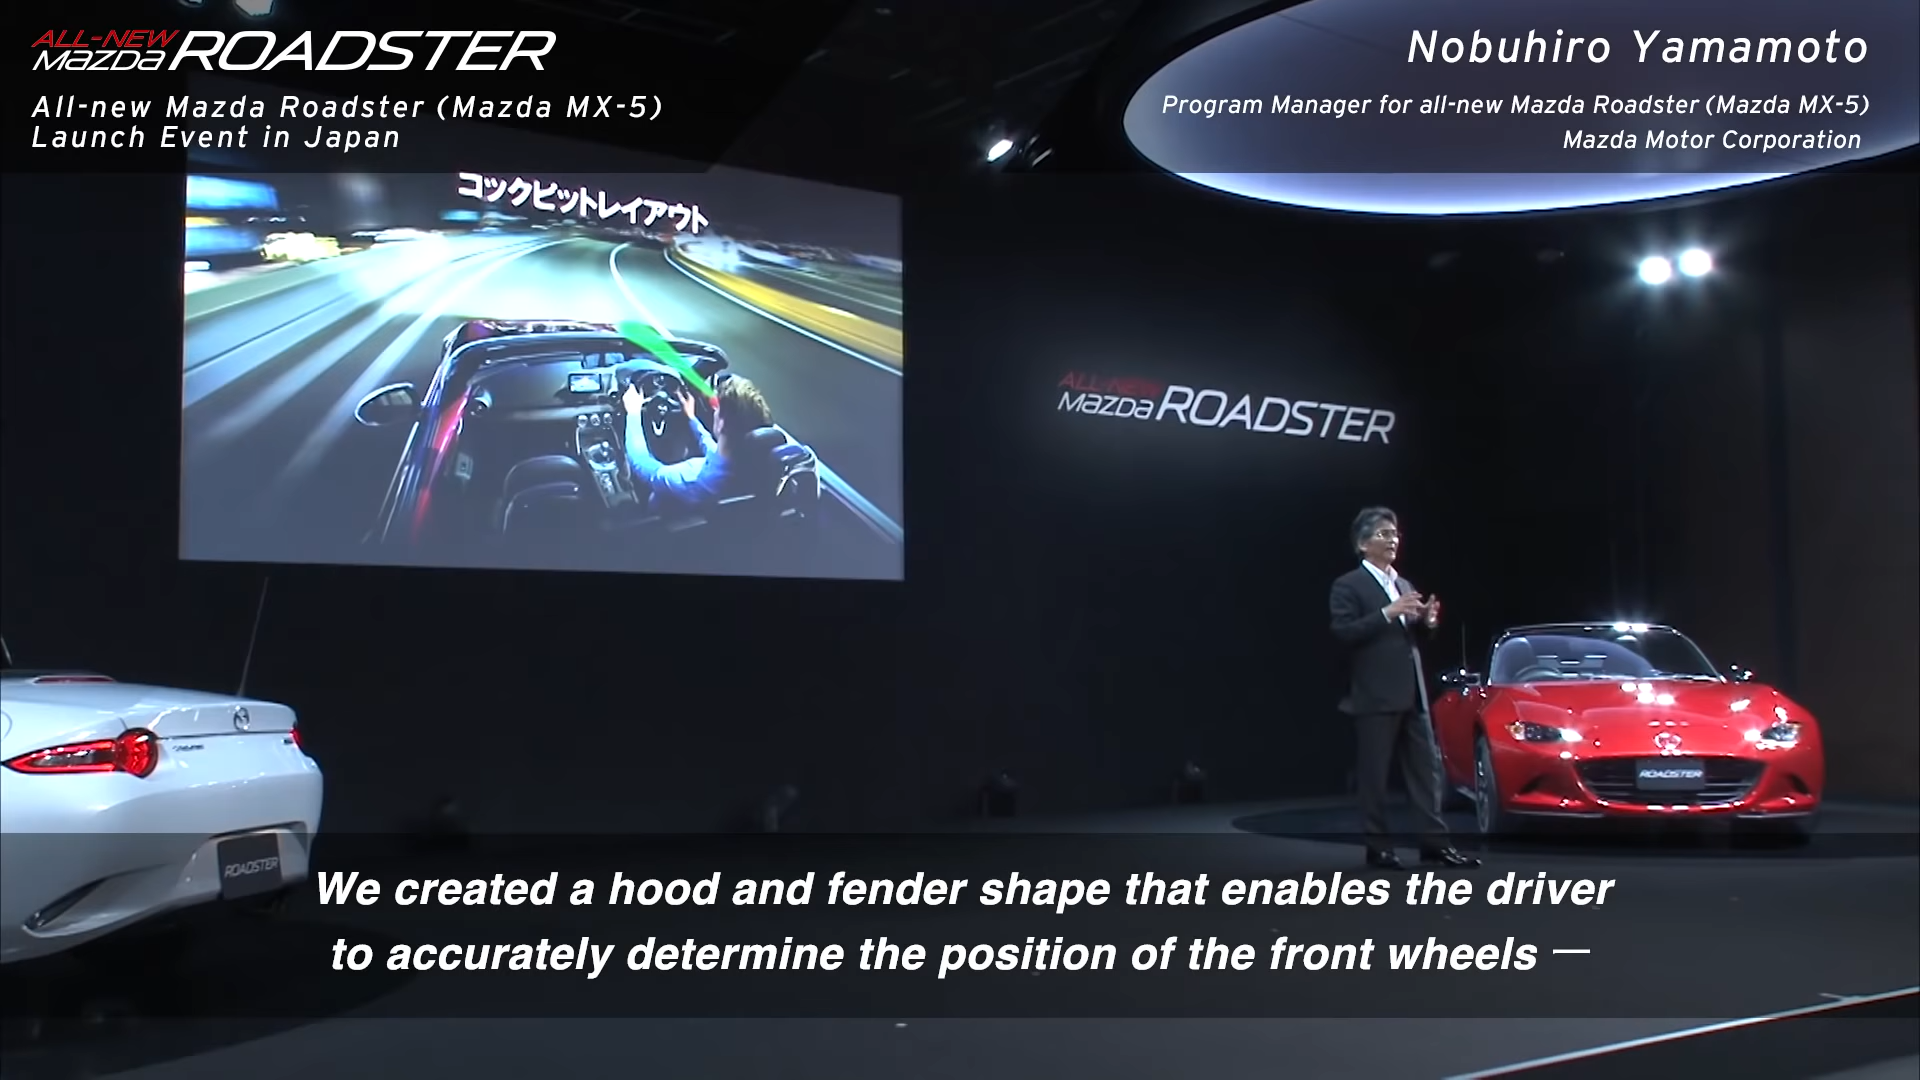 ALL-NEW
Mazda ROADSTER
All-new Mazda Roadster (Mazda MX-5)
Launch Event in Japan
Nobuhiro Yamamoto
Program Manager for all-new Mazda Roadster (Mazda MX-5)
Mazda Motor Corporation
コックピットレイアウト
ALL-NEW
Mazda ROADSTER
ROADSTER
ROADSTER
We created a hood and fender shape that enables the driver
to accurately determine the position of the front wheels —